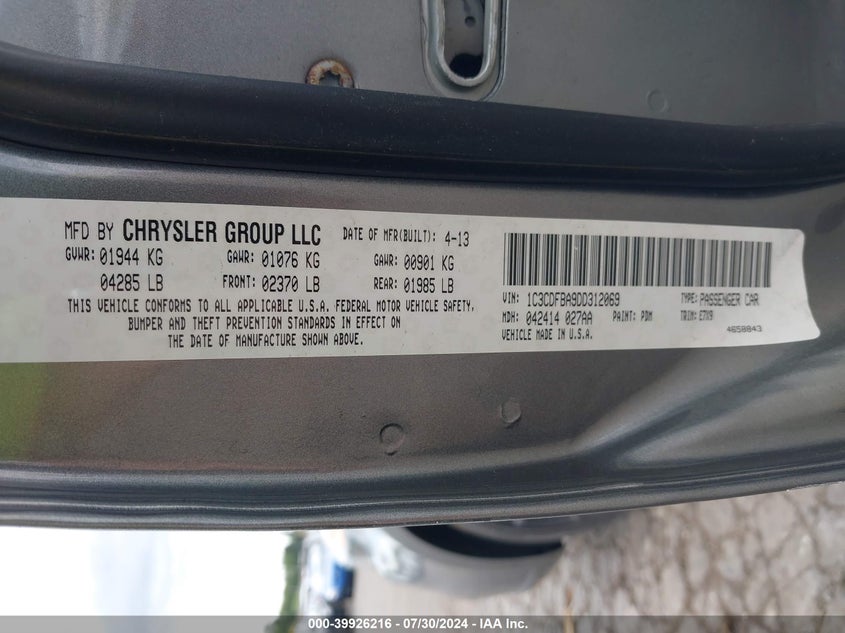 MFD BY CHRYSLER GROUP LLC DATE OF MFR(BUILT): 4-13
GVWR: 01944 KG GAWR: 01076 KG GAWR: 00901 KG
04285 LB FRONT: 02370 LB REAR: 01985 LB
THIS VEHICLE CONFORMS TO ALL APPLICABLE U.S.A. FEDERAL MOTOR VEHICLE SAFETY,
BUMPER AND THEFT PREVENTION STANDARDS IN EFFECT ON
THE DATE OF MANUFACTURE SHOWN ABOVE.
VIN: 1C3CDFBA9DD312069 TYPE: PASSENGER CAR
MDH: 042414 027AA PAINT: PDM TRIM: E7X9
VEHICLE MADE IN U.S.A. 4658843
000-39926216 - 07/30/2024 - IAA Inc.